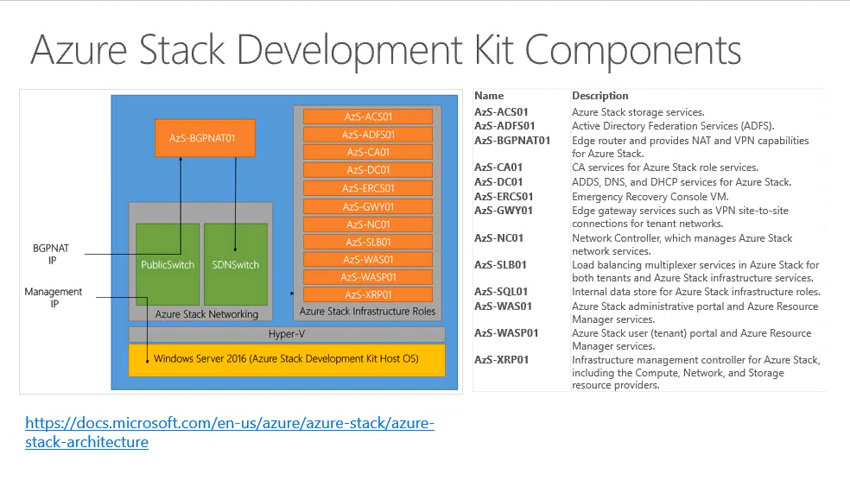 Azure Stack Development Kit Components
AzS-BGPNAT01
AzS-ACS01
AzS-ADFS01
AzS-CA01
AzS-DC01
AzS-ERCS01
AzS-GWY01
AzS-NC01
AzS-SLB01
AzS-WAS01
AzS-WASP01
AzS-XRP01
Azure Stack Infrastructure Roles
BGPNAT
IP
Management
IP
PublicSwitch
SDNSwitch
Azure Stack Networking
Hyper-V
Windows Server 2016 (Azure Stack Development Kit Host OS)
Name Description
AzS-ACS01 Azure Stack storage services.
AzS-ADFS01 Active Directory Federation Services (ADFS).
AzS-BGPNAT01 Edge router and provides NAT and VPN capabilities
for Azure Stack.
AzS-CA01 CA services for Azure Stack role services.
AzS-DC01 ADDS, DNS, and DHCP services for Azure Stack.
AzS-ERCS01 Emergency Recovery Console VM.
AzS-GWY01 Edge gateway services such as VPN site-to-site
connections for tenant networks.
AzS-NC01 Network Controller, which manages Azure Stack
network services.
AzS-SLB01 Load balancing multiplexer services in Azure Stack for
both tenants and Azure Stack infrastructure services.
AzS-SQL01 Internal data store for Azure Stack infrastructure roles.
AzS-WAS01 Azure Stack administrative portal and Azure Resource
Manager services.
AzS-WASP01 Azure Stack user (tenant) portal and Azure Resource
Manager services.
AzS-XRP01 Infrastructure management controller for Azure Stack,
including the Compute, Network, and Storage
resource providers.
https://docs.microsoft.com/en-us/azure/azure-stack/azure-
stack-architecture